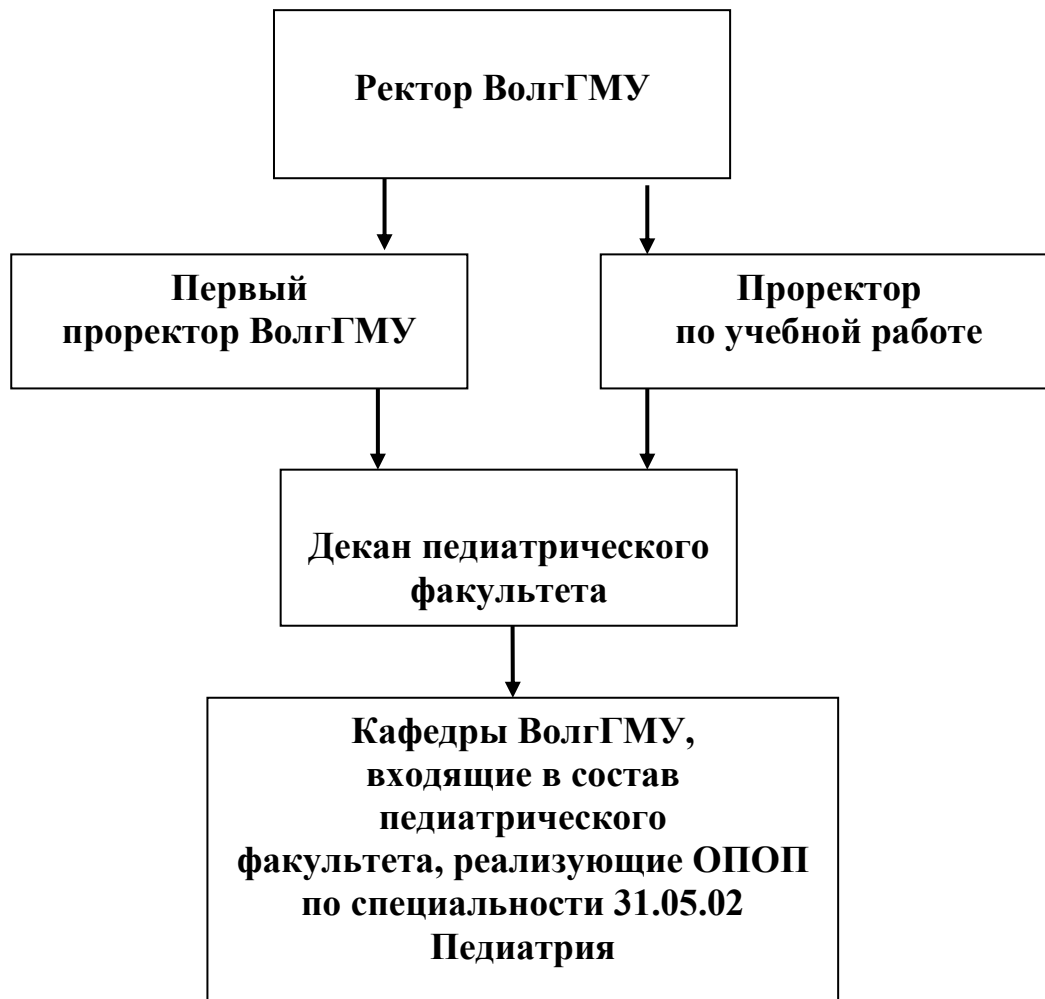 Ректор ВолгГМУ
Первый
проректор ВолгГМУ
Проректор
по учебной работе
Декан педиатрического
факультета
Кафедры ВолгГМУ,
входящие в состав
педиатрического
факультета, реализующие ОПОП
по специальности 31.05.02
Педиатрия